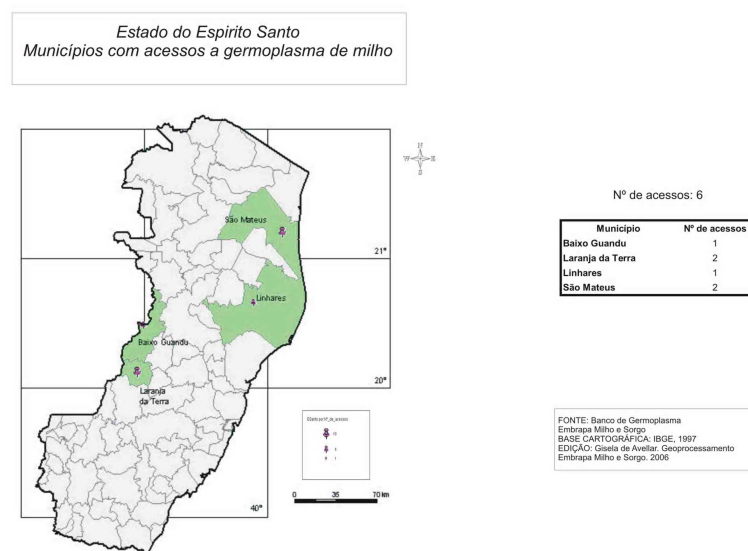 Estado do Espirito Santo
Municípios com acessos a germoplasma de milho
N
W E
S
São Mateus
21°
Linhares
Baixo Guandu
20°
Laranja
da Terra
40°
0 35 70 km
Nº de acessos: 6
Município Nº de acessos
Baixo Guandu 1
Laranja da Terra 2
Linhares 1
São Mateus 2
FONTE: Banco de Germoplasma
Embrapa Milho e Sorgo
BASE CARTOGRÁFICA: IBGE, 1997
EDIÇÃO: Gisela de Avellar. Geoprocessamento
Embrapa Milho e Sorgo. 2006